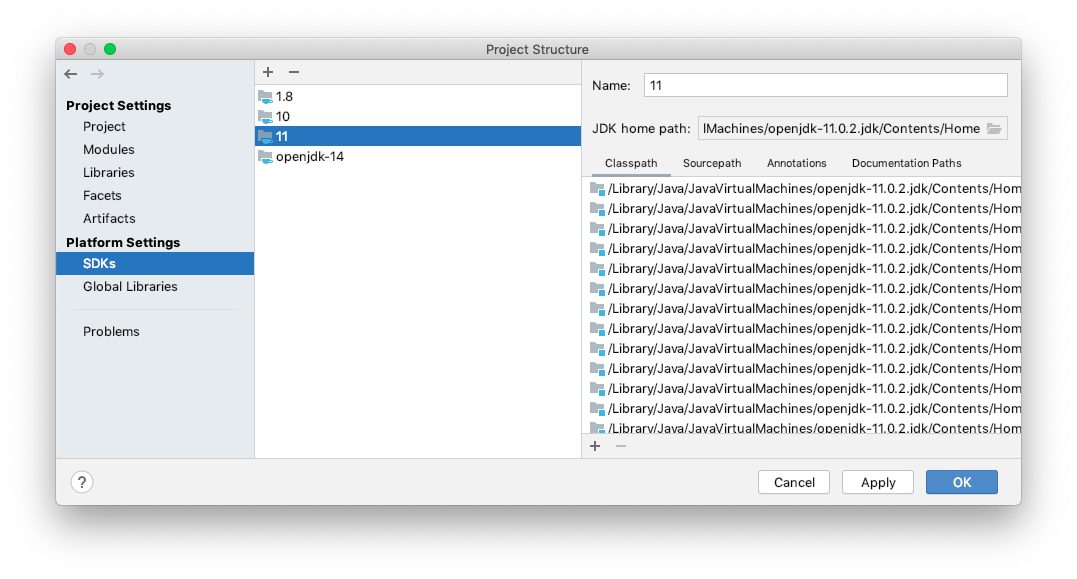 Project Structure
Project Settings
Project
Modules
Libraries
Facets
Artifacts
Platform Settings
SDKs
Global Libraries
Problems
1.8
10
11
openjdk-14
Name: 11
JDK home path: lMachines/openjdk-11.0.2.jdk/Contents/Home
Classpath Sourcepath Annotations Documentation Paths
/Library/Java/JavaVirtualMachines/openjdk-11.0.2.jdk/Contents/Hom
/Library/Java/JavaVirtualMachines/openjdk-11.0.2.jdk/Contents/Hom
/Library/Java/JavaVirtualMachines/openjdk-11.0.2.jdk/Contents/Hom
/Library/Java/JavaVirtualMachines/openjdk-11.0.2.jdk/Contents/Hom
/Library/Java/JavaVirtualMachines/openjdk-11.0.2.jdk/Contents/Hom
/Library/Java/JavaVirtualMachines/openjdk-11.0.2.jdk/Contents/Hom
/Library/Java/JavaVirtualMachines/openjdk-11.0.2.jdk/Contents/Hom
/Library/Java/JavaVirtualMachines/openjdk-11.0.2.jdk/Contents/Hom
/Library/Java/JavaVirtualMachines/openjdk-11.0.2.jdk/Contents/Hom
/Library/Java/JavaVirtualMachines/openjdk-11.0.2.jdk/Contents/Hom
/Library/Java/JavaVirtualMachines/openjdk-11.0.2.jdk/Contents/Hom
/Library/Java/JavaVirtualMachines/openjdk-11.0.2.jdk/Contents/Hom
/Library/Java/JavaVirtualMachines/openjdk-11.0.2.jdk/Contents/Hom
? Cancel Apply OK